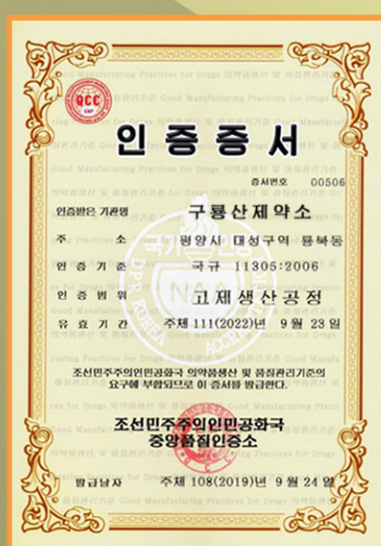 QCC
인증증서
증서번호 00506
인증받은 기관명 구룡산제약소
주 소 평양시 대성구역 룡북동
인증기준 국규 11305:2006
인증범위 고제생산공정
유효기간 주체 111(2022)년 9월 23일
조선민주주의인민공화국 의약품생산 및 품질관리기준의
요구에 부합되므로 이 증서를 발급한다.
조선민주주의인민공화국
중앙품질인증소
발급날자 주체 108(2019)년 9월 24일